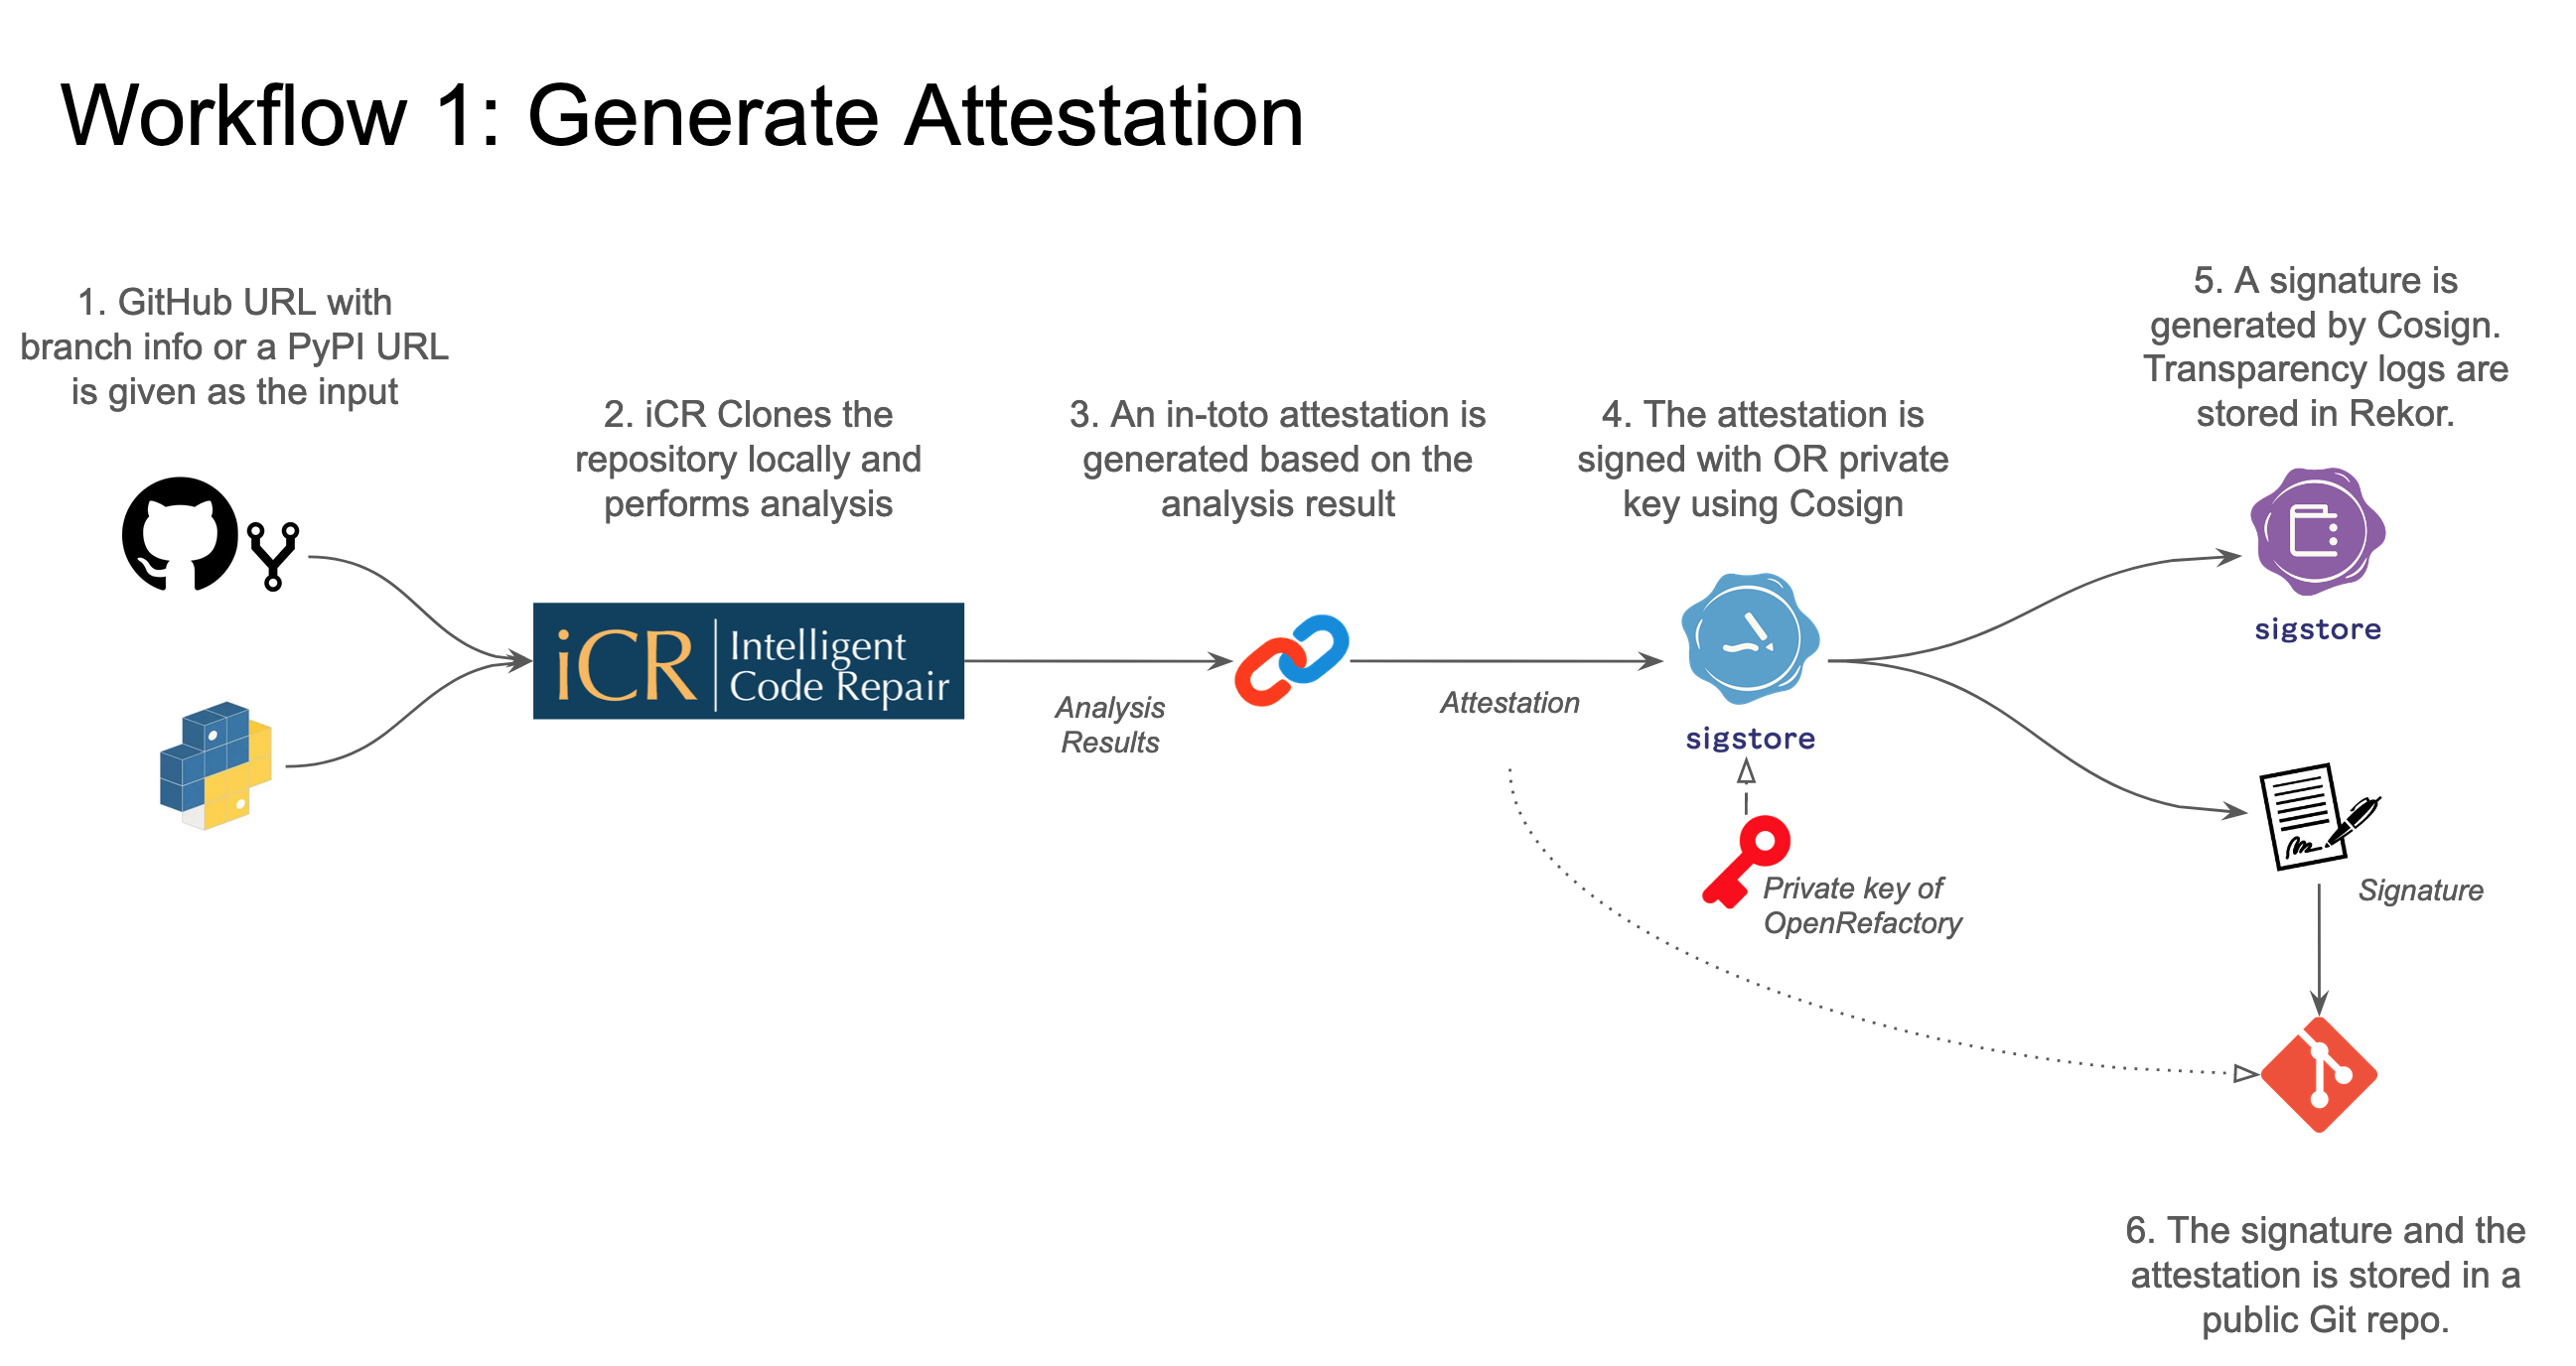 Workflow 1: Generate Attestation
1. GitHub URL with
branch info or a PyPI URL
is given as the input
2. iCR Clones the
repository locally and
performs analysis
3. An in-toto attestation is
generated based on the
analysis result
4. The attestation is
signed with OR private
key using Cosign
5. A signature is
generated by Cosign.
Transparency logs are
stored in Rekor.
iCR
Intelligent
Code Repair
Analysis
Results
Attestation
sigstore
sigstore
Private key of
OpenRefactory
Signature
6. The signature and the
attestation is stored in a
public Git repo.